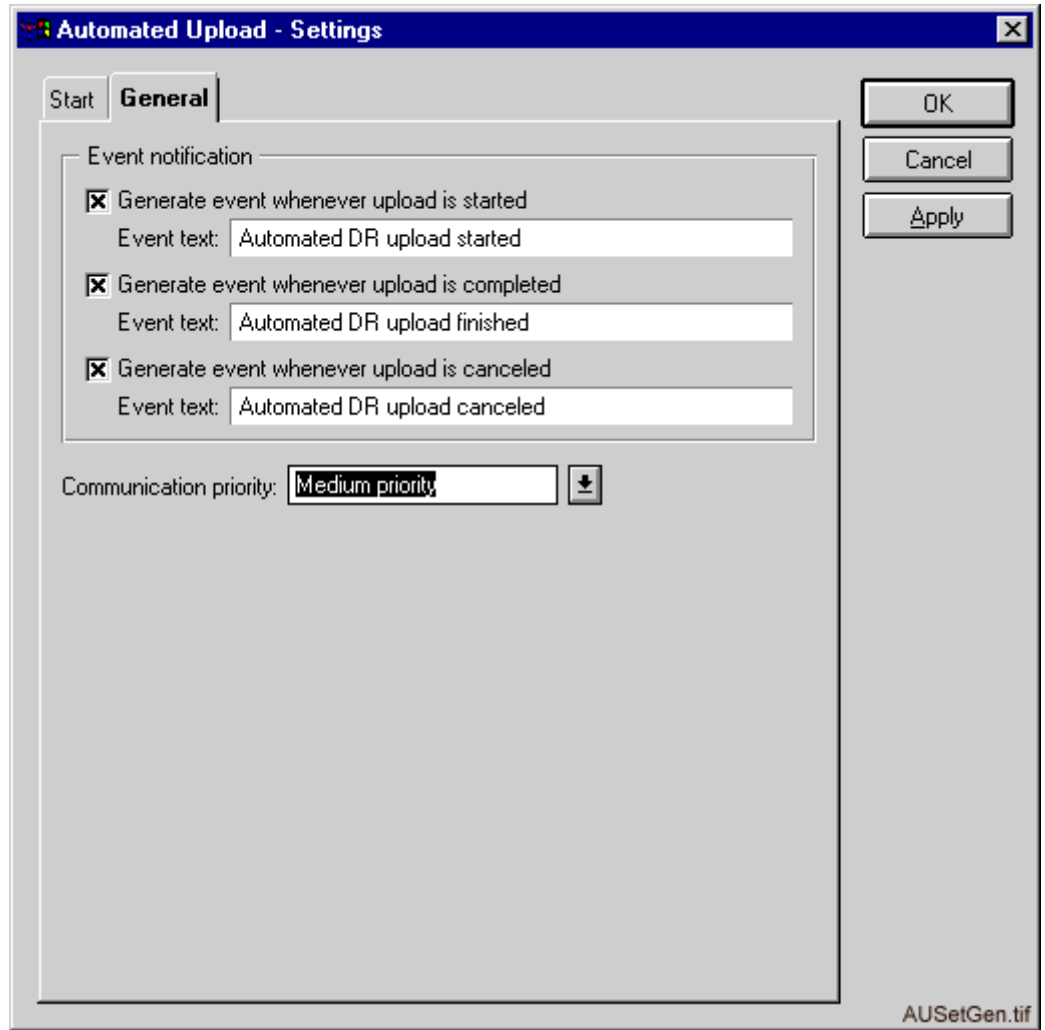 Automated Upload - Settings
Start General
OK
Cancel
Apply
Event notification
Generate event whenever upload is started
Event text: Automated DR upload started
Generate event whenever upload is completed
Event text: Automated DR upload finished
Generate event whenever upload is canceled
Event text: Automated DR upload canceled
Communication priority: Medium priority
AUSetGen.tif